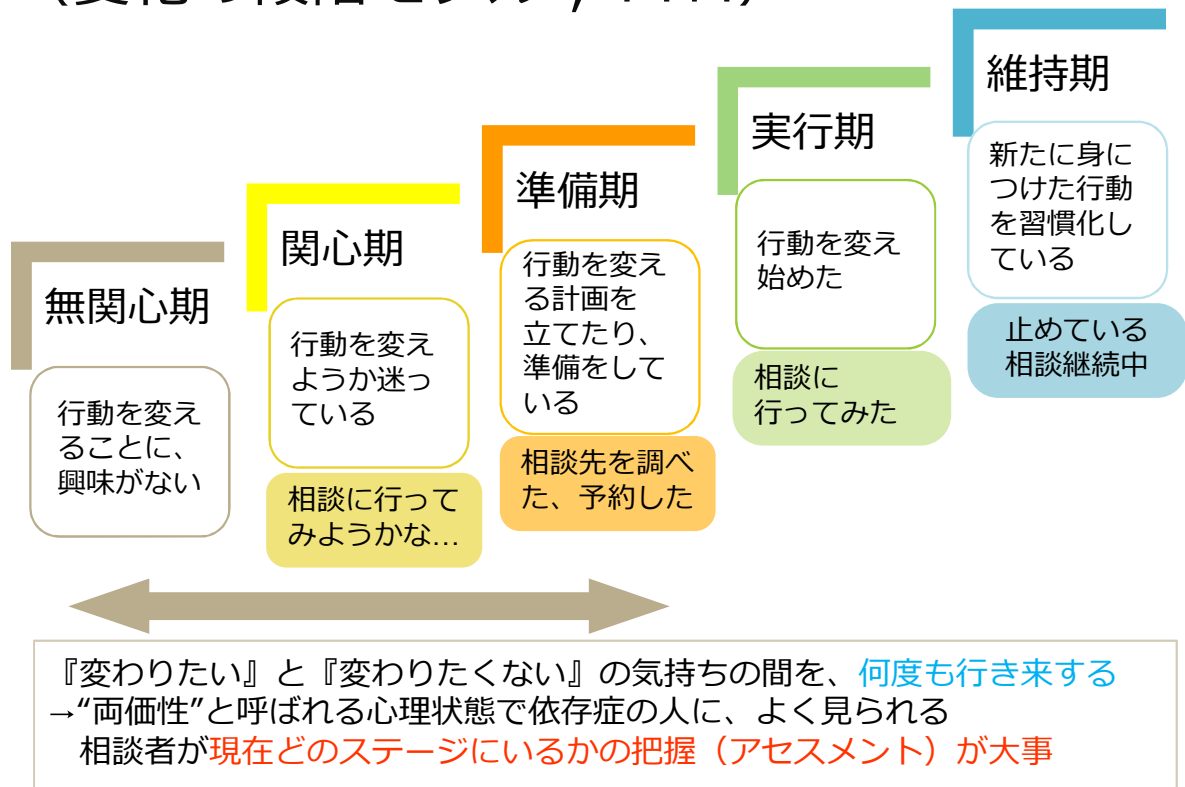 無関心期
行動を変え
ることに、
興味がない
関心期
行動を変え
ようか迷っ
ている
相談に行って
みようかな…
準備期
行動を変え
る計画を
立てたり、
準備をして
いる
相談先を調べ
た、予約した
実行期
行動を変え
始めた
相談に
行ってみた
維持期
新たに身に
つけた行動
を習慣化し
ている
止めている
相談継続中
『変わりたい』と『変わりたくない』の気持ちの間を、何度も行き来する
→“両価性”と呼ばれる心理状態で依存症の人に、よく見られる
相談者が現在どのステージにいるかの把握（アセスメント）が大事